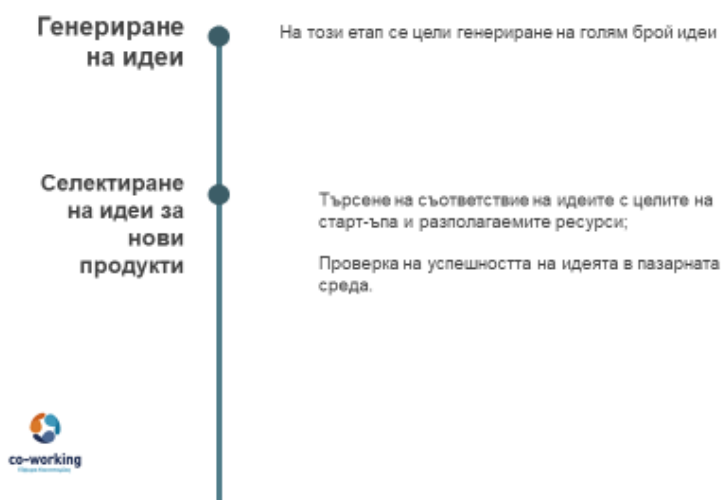 Генериране
на идеи
На този етап се цели генериране на голям брой идеи
Селектиране
на идеи за
нови
продукти
Търсене на съответствие на идеите с целите на
старт-ъпа и разполагаемите ресурси;
Проверка на успешността на идеята в пазарната
среда.
co-working